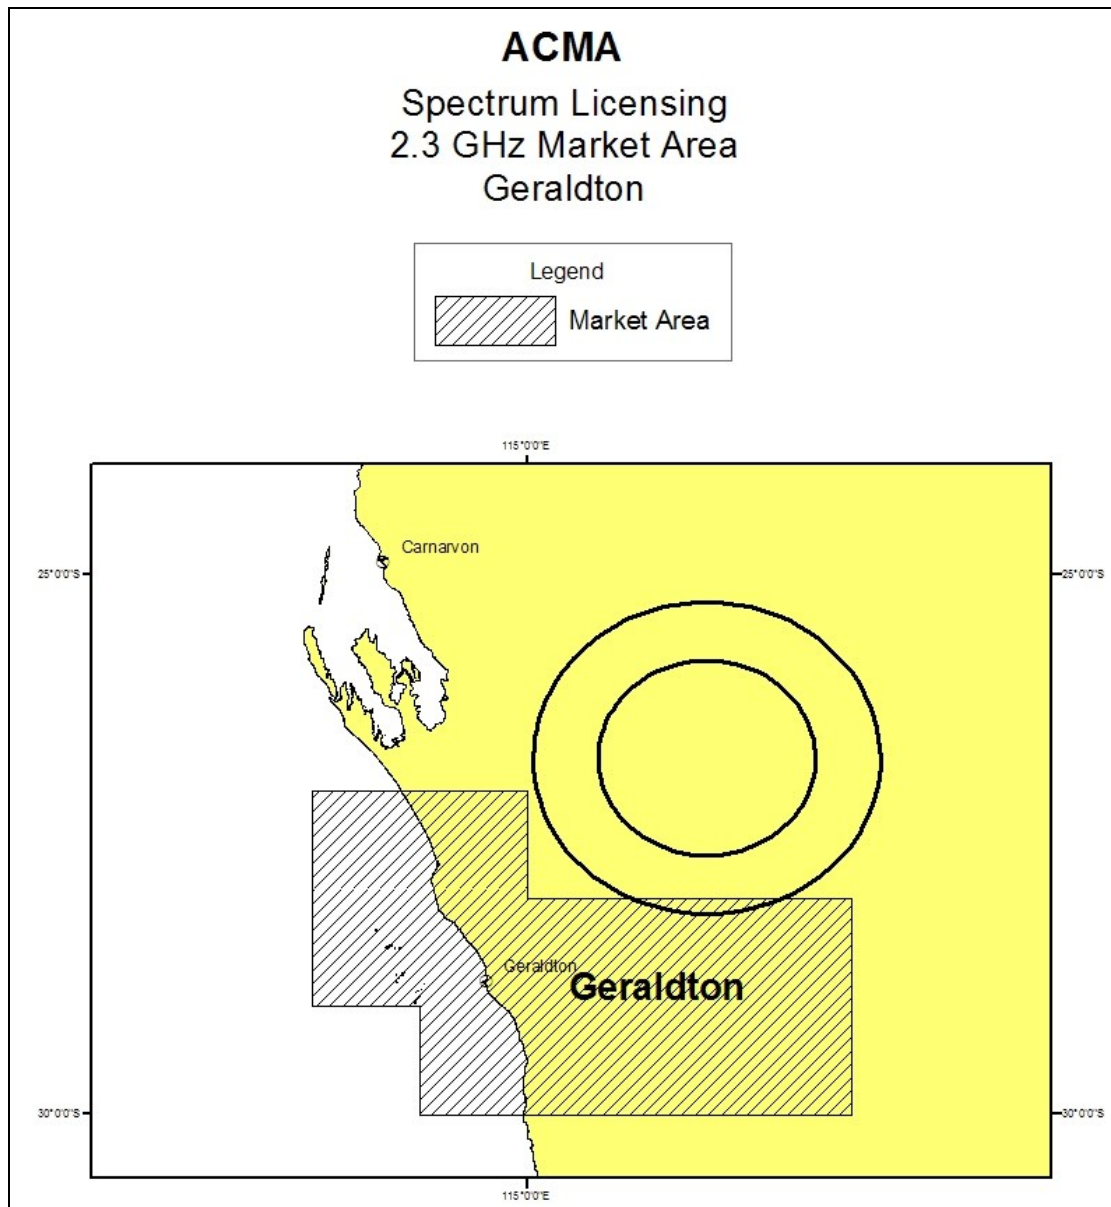 ACMA
Spectrum Licensing
2.3 GHz Market Area
Geraldton
Legend
Market Area
115°0'0"E
Carnarvon
25°0'0"S
25°0'0"S
Geraldton
Geraldton
30°0'0"S
30°0'0"S
115°0'0"E